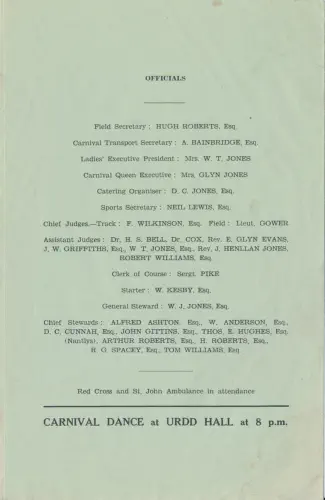 OFFICIALS
Field Secretary : HUGH ROBERTS, Esq.
Carnival Transport Secretary : A. BAINBRIDGE, Esq.
Ladies' Executive President : Mrs. W. T. JONES
Carnival Queen Executive : Mrs. GLYN JONES
Catering Organiser : D. C. JONES, Esq.
Sports Secretary : NEIL LEWIS, Esq.
Chief Judges.—Track : F. WILKINSON, Esq. Field : Lieut. GOWER
Assistant Judges : Dr. H. S. BELL, Dr. COX, Rev. E. GLYN EVANS,
J. W. GRIFFITHS, Esq., W. T. JONES, Esq., Rev. J. HENLLAN JONES,
ROBERT WILLIAMS, Esq.
Clerk of Course : Sergt. PIKE
Starter : W. KESBY, Esq.
General Steward : W. J. JONES, Esq.
Chief Stewards : ALFRED ASHTON, Esq., W. ANDERSON, Esq.,
D. C. CUNNAH, Esq., JOHN GITTINS, Esq., THOS. E. HUGHES, Esq.
(Nantlys), ARTHUR ROBERTS, Esq., H. ROBERTS, Esq.,
H. G. SPACEY, Esq., TOM WILLIAMS, Esq.
Red Cross and St. John Ambulance in attendance
CARNIVAL DANCE at URDD HALL at 8 p.m.